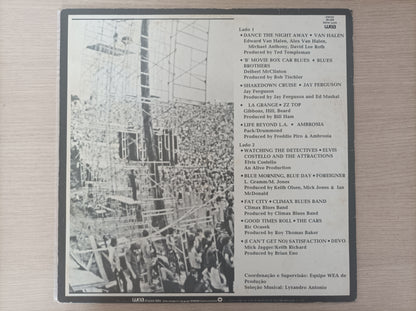 Lado 1
• DANCE THE NIGHT AWAY • VAN HALEN
Edward Van Halen, Alex Van Halen,
Michael Anthony, David Lee Roth
Produced by Ted Templeman
• 'B' MOVIE BOX CAR BLUES • BLUES
BROTHERS
Delbert McClinton
Produced by Bob Tischler
• SHAKEDOWN CRUISE • JAY FERGUSON
Jay Ferguson
Produced by Jay Ferguson and Ed Mashal
• LA GRANGE • ZZ TOP
Gibbons, Hill, Beard
Produced by Bill Ham
• LIFE BEYOND L.A. • AMBROSIA
Pack/Drummond
Produced by Freddie Piro & Ambrosia
Lado 2
• WATCHING THE DETECTIVES • ELVIS
COSTELLO AND THE ATTRACTIONS
Elvis Costello
An Alive Production
• BLUE MORNING, BLUE DAY • FOREIGNER
L. Gramm/M. Jones
Produced by Keith Olsen, Mick Jones & Ian
McDonald
• FAT CITY • CLIMAX BLUES BAND
Climax Blues Band
Produced by Climax Blues Band
• GOOD TIMES ROLL • THE CARS
Ric Ocasek
Produced by Roy Thomas Baker
• (I CAN'T GET NO) SATISFACTION • DEVO
Mick Jagger/Keith Richard
Produced by Brian Eno
Coordenação e Supervisão: Equipe WEA de
Produção
Seleção Musical: Lysandro Antonio
wea